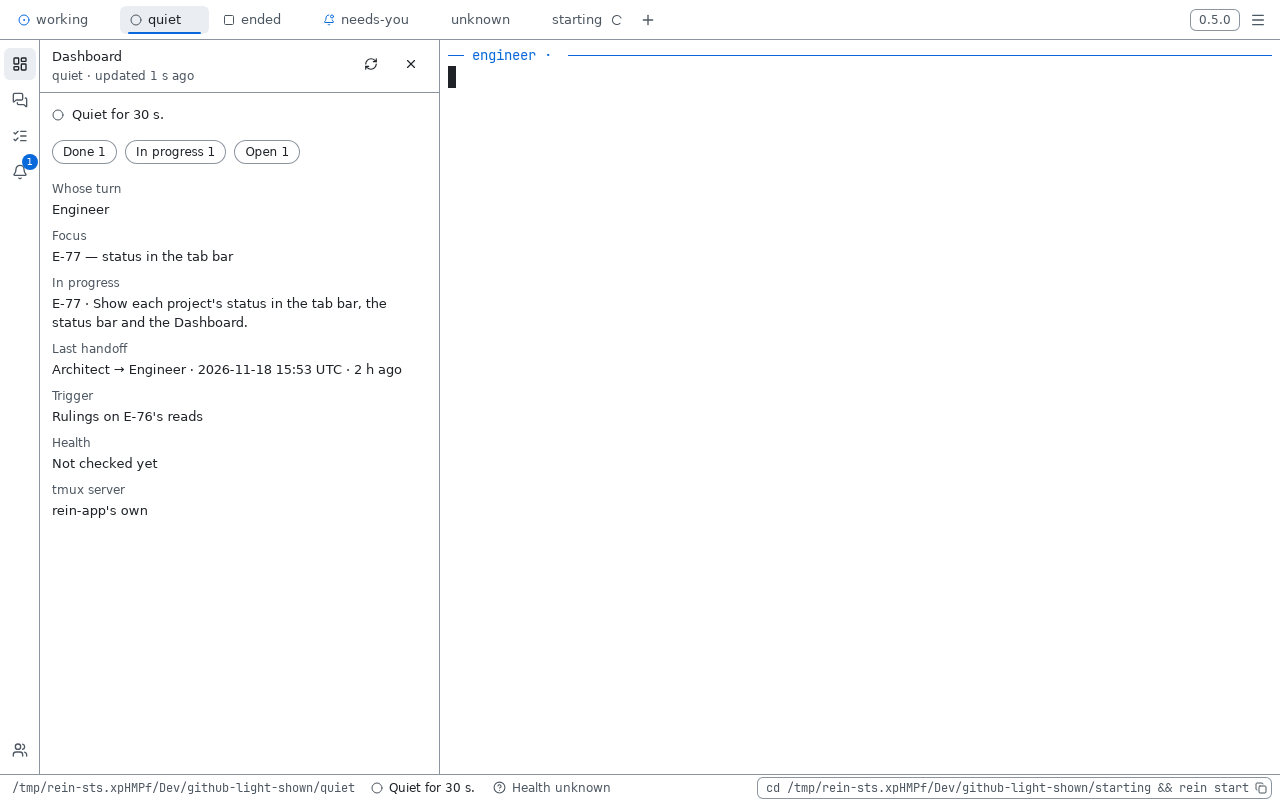 working
quiet
ended
needs-you
unknown
starting
0.5.0
Dashboard
quiet · updated 1 s ago
engineer ·
Quiet for 30 s.
Done 1
In progress 1
Open 1
1
Whose turn
Engineer
Focus
E-77 — status in the tab bar
In progress
E-77 · Show each project's status in the tab bar, the
status bar and the Dashboard.
Last handoff
Architect → Engineer · 2026-11-18 15:53 UTC · 2 h ago
Trigger
Rulings on E-76's reads
Health
Not checked yet
tmux server
rein-app's own
/tmp/rein-sts.xpHMPf/Dev/github-light-shown/quiet
Quiet for 30 s.
Health unknown
cd /tmp/rein-sts.xpHMPf/Dev/github-light-shown/starting && rein start